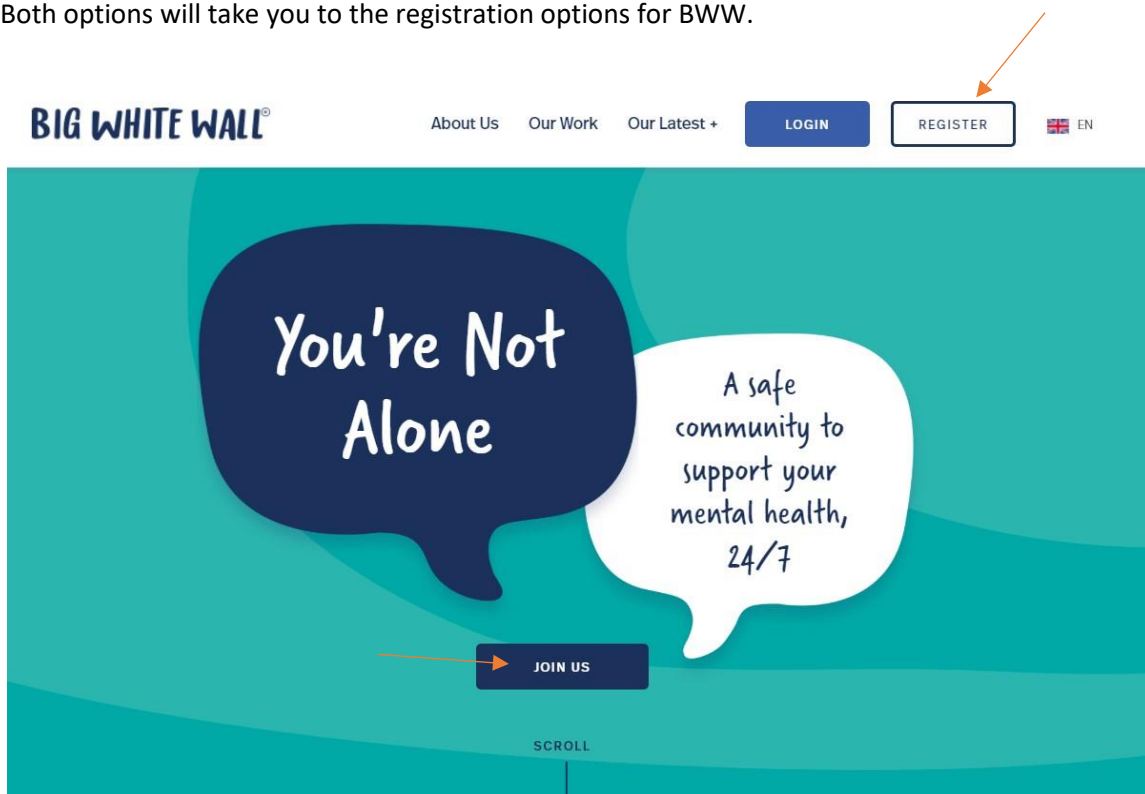 Both options will take you to the registration options for BWW.
BIG WHITE WALL®
About Us Our Work Our Latest + LOGIN REGISTER EN
You're Not
Alone
A safe
community to
support your
mental health,
24/7
JOIN US
SCROLL